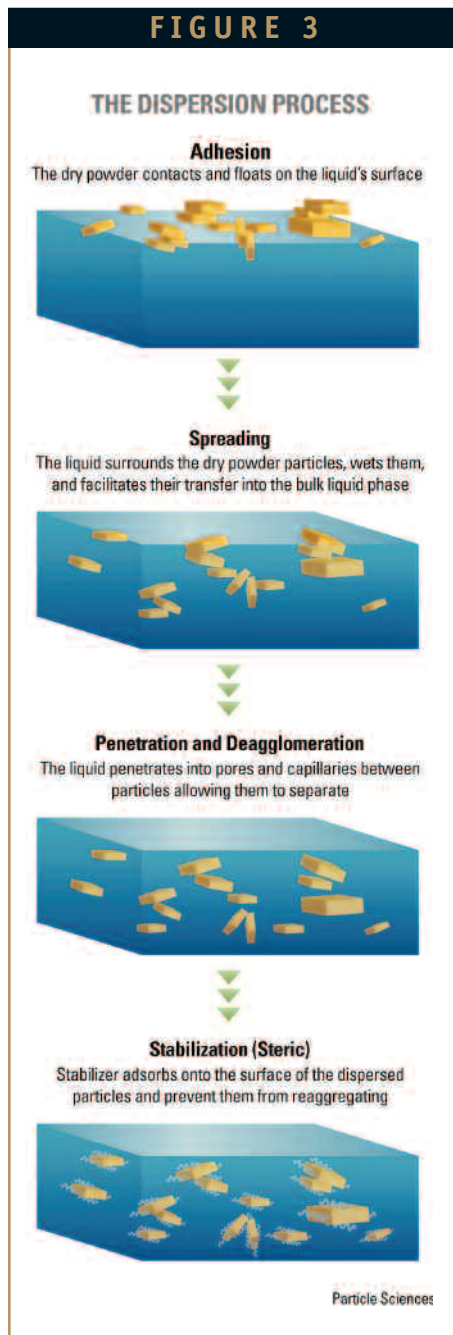 FIGURE 3
THE DISPERSION PROCESS
Adhesion
The dry powder contacts and floats on the liquid's surface
Spreading
The liquid surrounds the dry powder particles, wets them,
and facilitates their transfer into the bulk liquid phase
Penetration and Deagglomeration
The liquid penetrates into pores and capillaries between
particles allowing them to separate
Stabilization (Steric)
Stabilizer adsorbs onto the surface of the dispersed
particles and prevent them from reaggregating
Particle Sciences